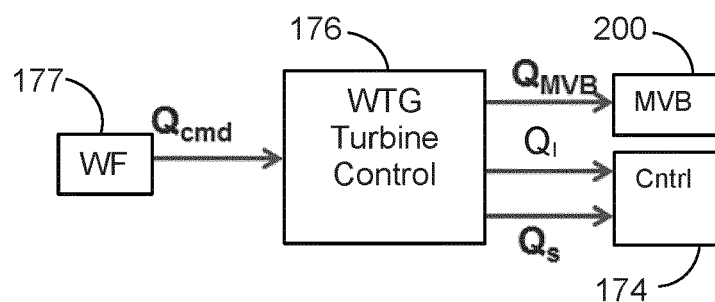 177
WF
Qcmd
176
WTG
Turbine
Control
QMVB
Ql
Qs
200
MVB
Cntrl
174